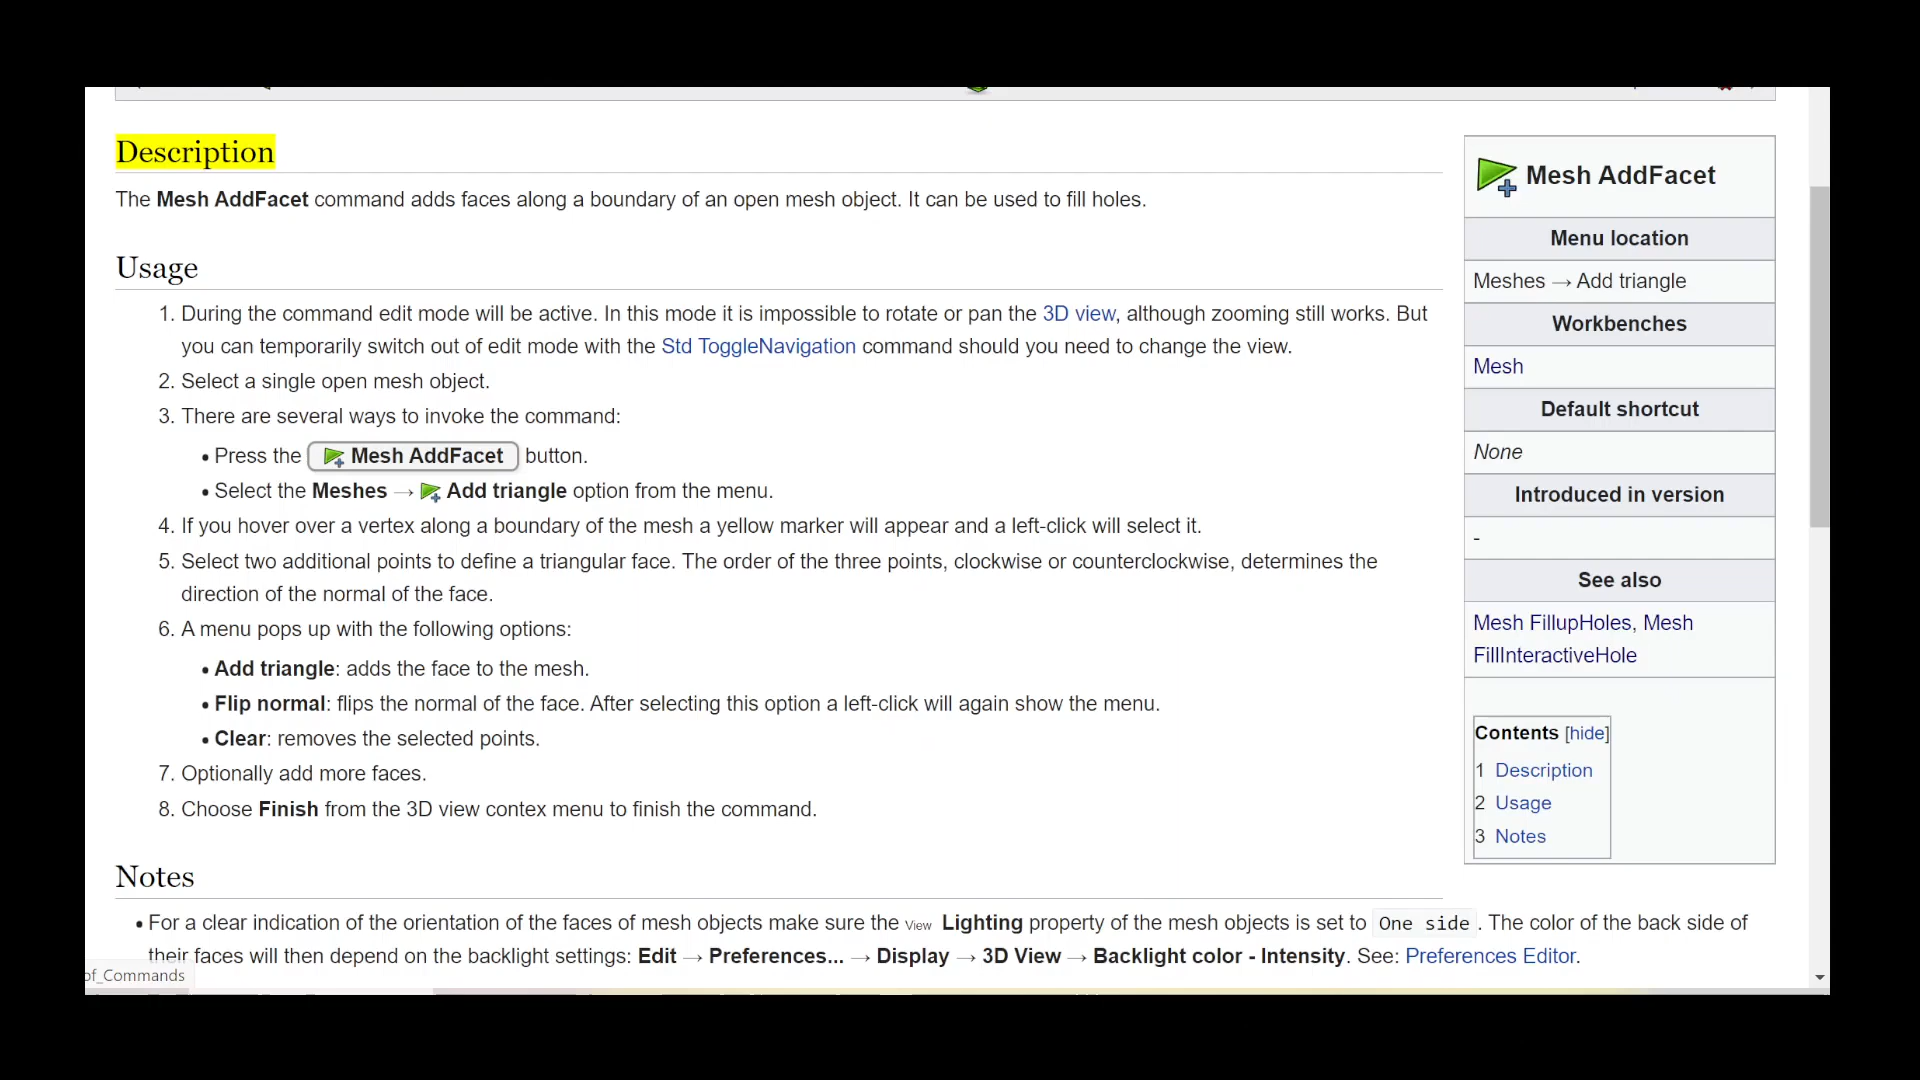 Description
The Mesh AddFacet command adds faces along a boundary of an open mesh object. It can be used to fill holes.
Usage
1. During the command edit mode will be active. In this mode it is impossible to rotate or pan the 3D view, although zooming still works. But
you can temporarily switch out of edit mode with the Std ToggleNavigation command should you need to change the view.
2. Select a single open mesh object.
3. There are several ways to invoke the command:
• Press the Mesh AddFacet button.
• Select the Meshes → Add triangle option from the menu.
4. If you hover over a vertex along a boundary of the mesh a yellow marker will appear and a left-click will select it.
5. Select two additional points to define a triangular face. The order of the three points, clockwise or counterclockwise, determines the
direction of the normal of the face.
6. A menu pops up with the following options:
• Add triangle: adds the face to the mesh.
• Flip normal: flips the normal of the face. After selecting this option a left-click will again show the menu.
• Clear: removes the selected points.
7. Optionally add more faces.
8. Choose Finish from the 3D view contex menu to finish the command.
Notes
• For a clear indication of the orientation of the faces of mesh objects make sure the View Lighting property of the mesh objects is set to One side. The color of the back side of
their faces will then depend on the backlight settings: Edit → Preferences... → Display → 3D View → Backlight color - Intensity. See: Preferences Editor.
of_Commands
Mesh AddFacet
Menu location
Meshes → Add triangle
Workbenches
Mesh
Default shortcut
None
Introduced in version
-
See also
Mesh FillupHoles, Mesh
FillInteractiveHole
Contents [hide]
1 Description
2 Usage
3 Notes